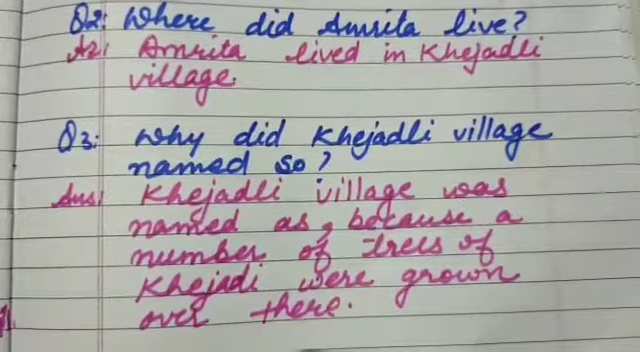 Q2: Where did Amrita live?
A2, Amrita lived in Khejadli
village.
Q3: Why did Khejadli village
named so?
Ans, Khejadli village was
named as, because a
number of trees of
Khejadi were grown
over there.